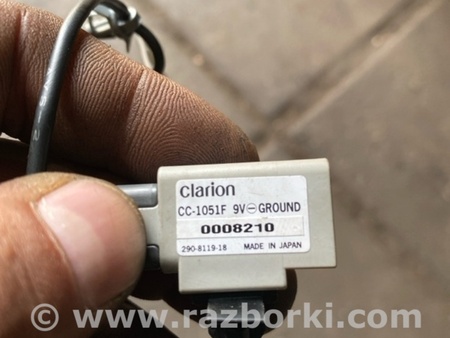 clarion
CC-1051F 9V⊖GROUND
0008210
290-8119-18 MADE IN JAPAN
© www.razborki.com